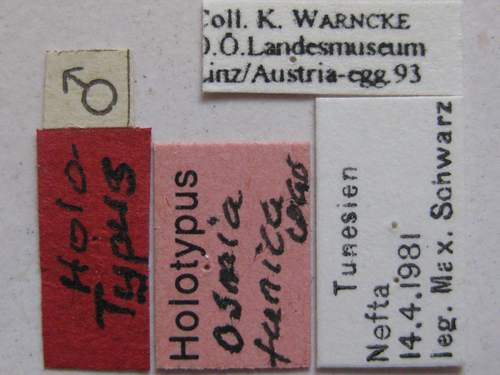 Coll. K. WARNCKE
O.Ö.Landesmuseum
Linz/Austria-egg.93
♂
Holo-
Typus
Holotypus
Osmia
tunica
Tunesien
Nefta
14.4.1981
leg. Max. Schwarz